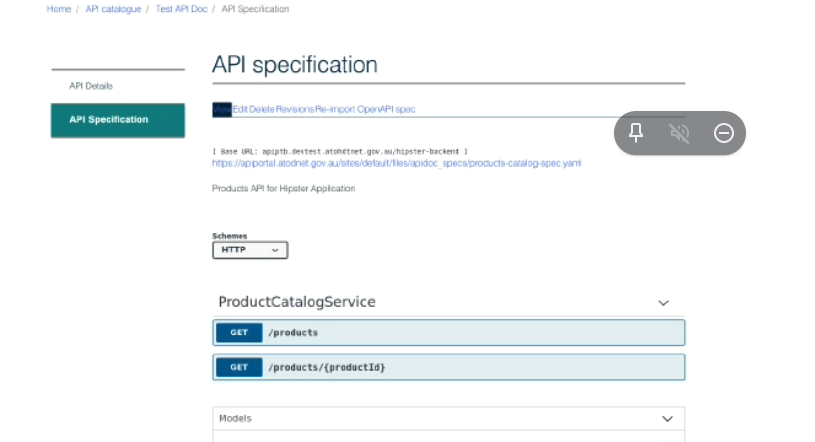 Home / API catalogue / Test API Doc / API Specification
API specification
API Details
API Specification
View Edit Delete Revisions Re-import OpenAPI spec
[ Base URL: apiptb.devtest.atohdtnet.gov.au/hipster-backend ]
https://apiportal.atodnet.gov.au/sites/default/files/apidoc_specs/products-catalog-spec.yaml
Products API for Hipster Application
Schemes
HTTP
ProductCatalogService
GET /products
GET /products/{productId}
Models